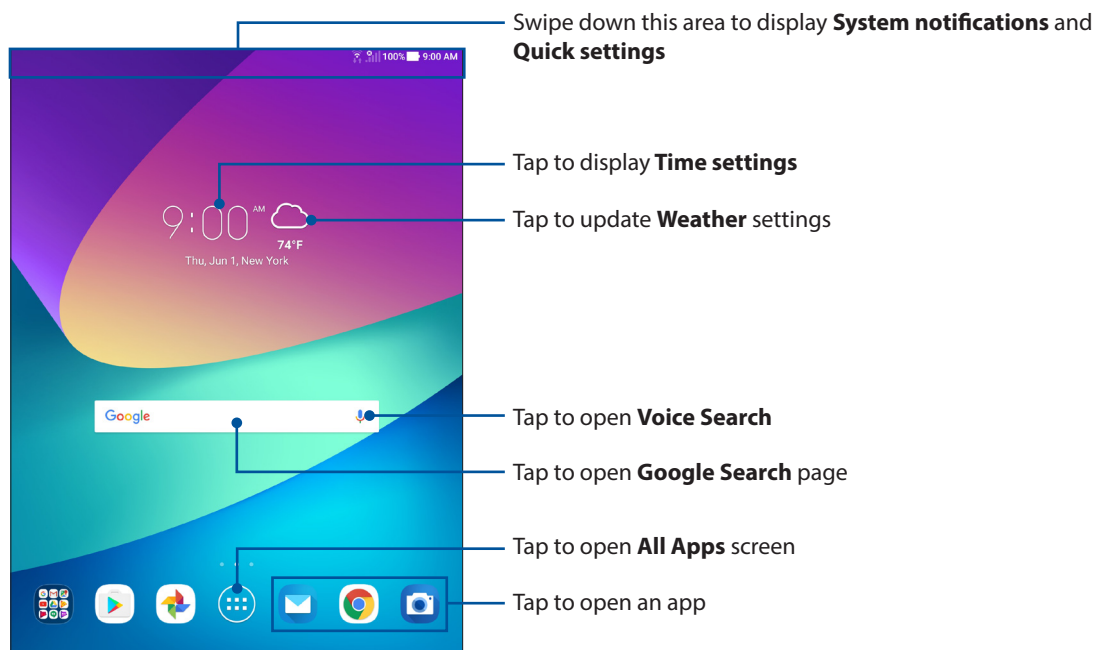 Swipe down this area to display System notifications and
Quick settings
100% 9:00 AM
Tap to display Time settings
9:00 AM
Tap to update Weather settings
74°F
Thu, Jun 1, New York
Google
Tap to open Voice Search
Tap to open Google Search page
Tap to open All Apps screen
Tap to open an app